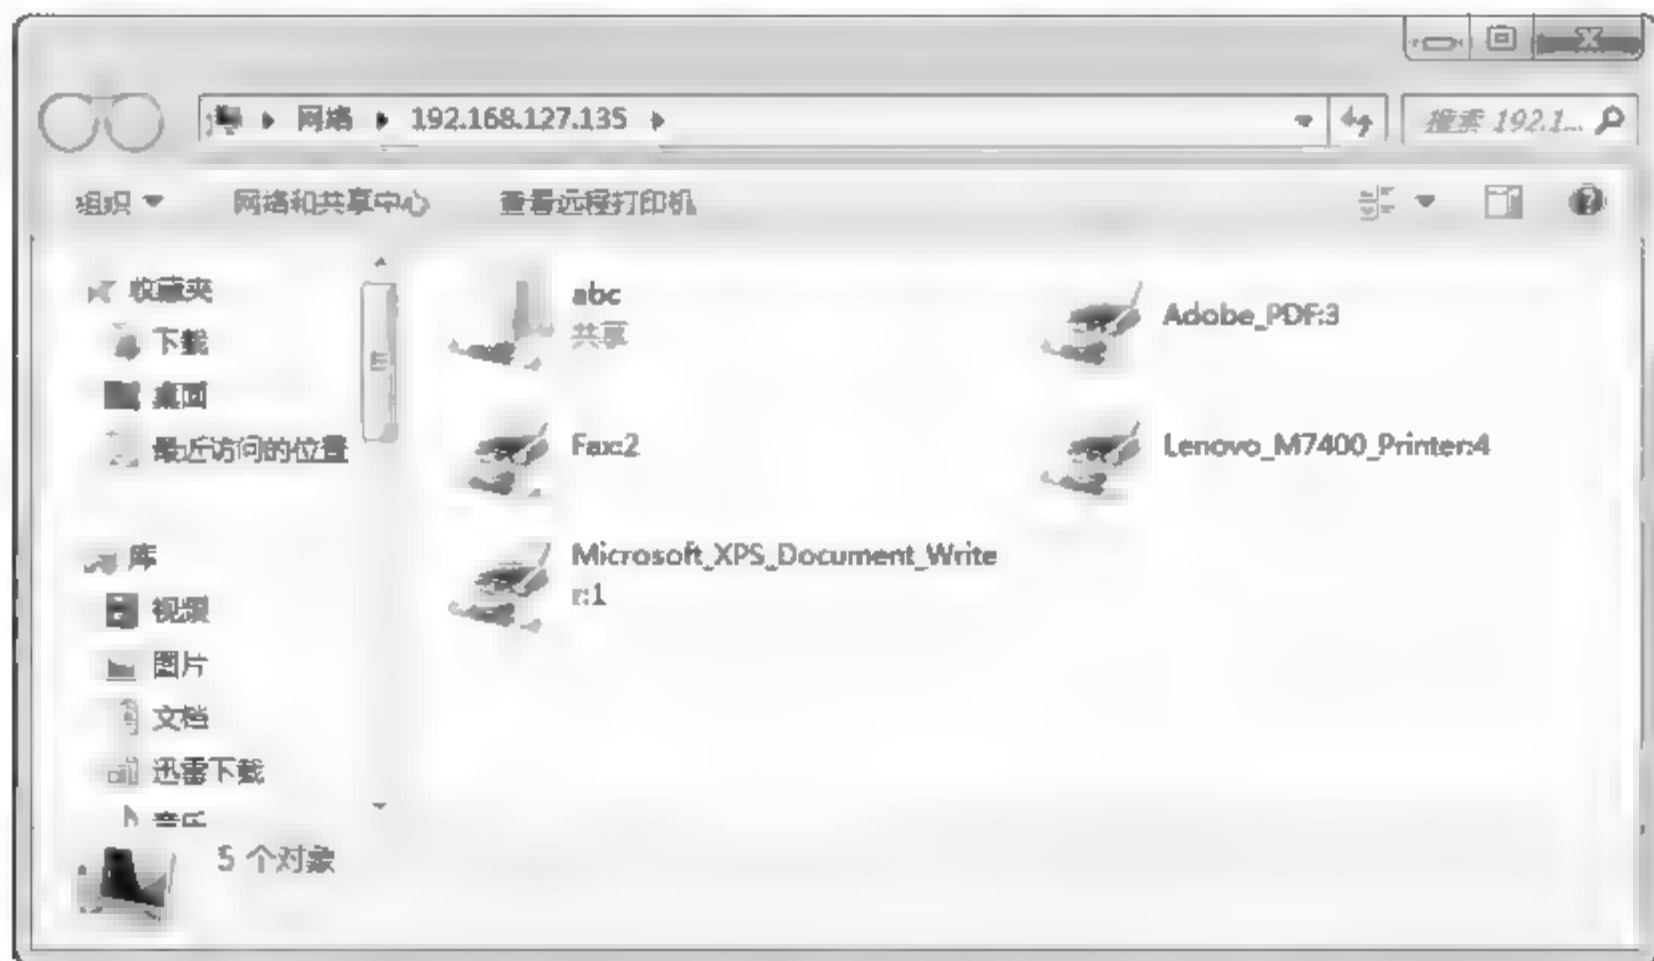 网络 192.168.127.135
搜索 192.1...
组织 网络和共享中心 查看远程打印机
收藏夹
下载
桌面
最近访问的位置
库
视频
图片
文档
迅雷下载
音乐
abc
共享
Adobe_PDF:3
Fax:2
Lenovo_M7400_Printer:4
Microsoft_XPS_Document_Write
r:1
5 个对象